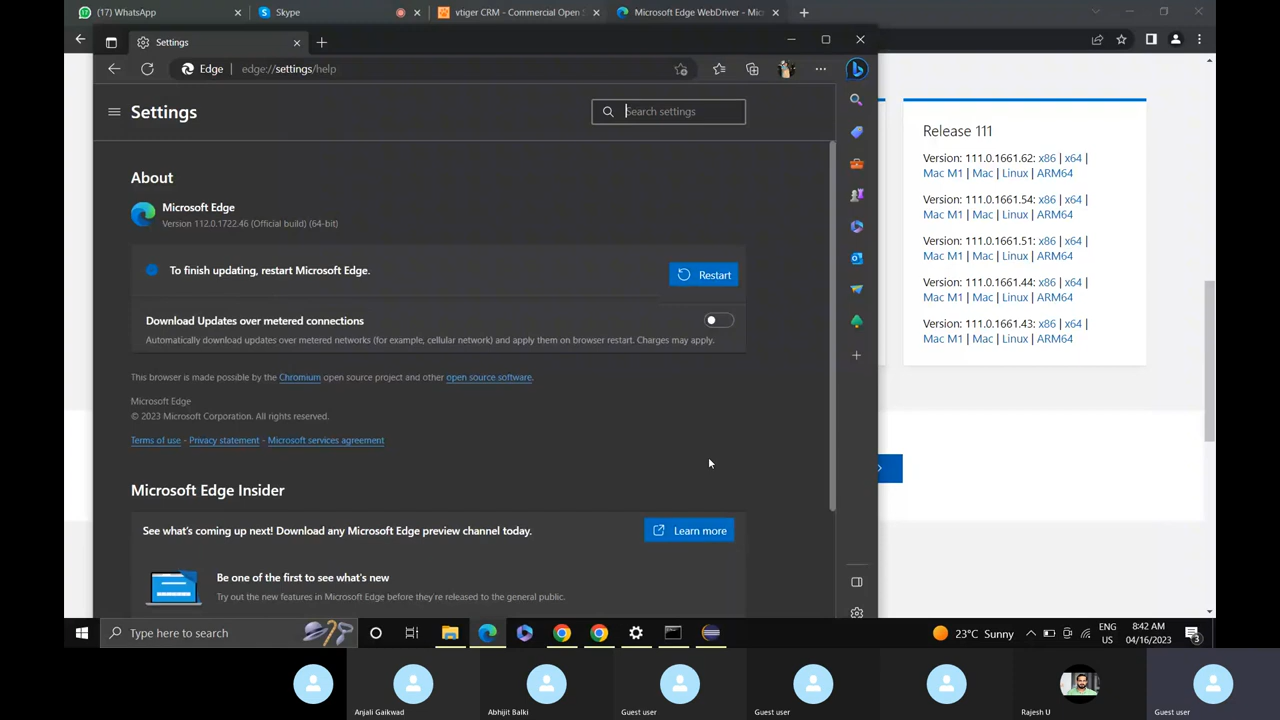 (17) WhatsApp
Skype
vtiger CRM - Commercial Open S
Microsoft Edge WebDriver - Mic
Settings
Edge | edge://settings/help
Settings
Search settings
About
Microsoft Edge
Version 112.0.1722.46 (Official build) (64-bit)
To finish updating, restart Microsoft Edge.
Restart
Download Updates over metered connections
Automatically download updates over metered networks (for example, cellular network) and apply them on browser restart. Charges may apply.
This browser is made possible by the Chromium open source project and other open source software.
Microsoft Edge
© 2023 Microsoft Corporation. All rights reserved.
Terms of use - Privacy statement - Microsoft services agreement
Microsoft Edge Insider
See what's coming up next! Download any Microsoft Edge preview channel today.
Learn more
Be one of the first to see what's new
Try out the new features in Microsoft Edge before they're released to the general public.
Release 111
Version: 111.0.1661.62: x86 | x64 |
Mac M1 | Mac | Linux | ARM64
Version: 111.0.1661.54: x86 | x64 |
Mac M1 | Mac | Linux | ARM64
Version: 111.0.1661.51: x86 | x64 |
Mac M1 | Mac | Linux | ARM64
Version: 111.0.1661.44: x86 | x64 |
Mac M1 | Mac | Linux | ARM64
Version: 111.0.1661.43: x86 | x64 |
Mac M1 | Mac | Linux | ARM64
Type here to search
23°C Sunny
ENG
US
8:42 AM
04/16/2023
3
Anjali Gaikwad
Abhijit Balki
Guest user
Guest user
Rajesh U
Guest user